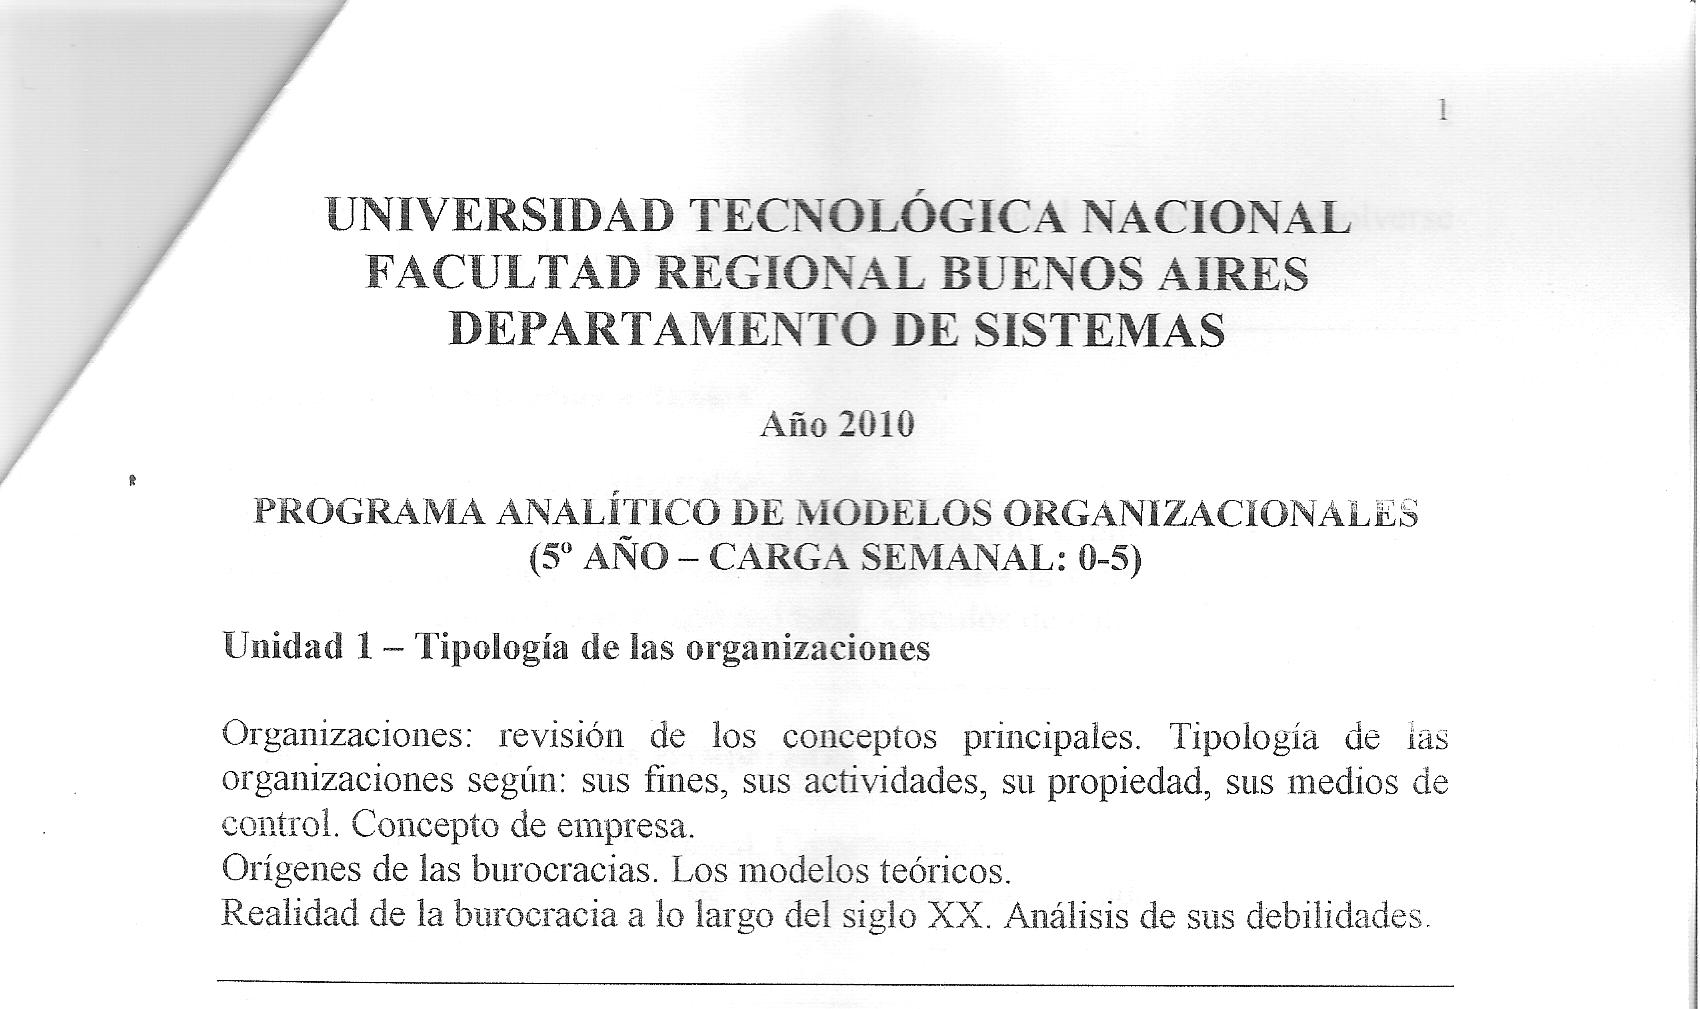 1
UNIVERSIDAD TECNOLÓGICA NACIONAL
FACULTAD REGIONAL BUENOS AIRES
DEPARTAMENTO DE SISTEMAS
Año 2010
PROGRAMA ANALÍTICO DE MODELOS ORGANIZACIONALES
(5º AÑO – CARGA SEMANAL: 0-5)
Unidad 1 – Tipología de las organizaciones
Organizaciones: revisión de los conceptos principales. Tipología de las
organizaciones según: sus fines, sus actividades, su propiedad, sus medios de
control. Concepto de empresa.
Orígenes de las burocracias. Los modelos teóricos.
Realidad de la burocracia a lo largo del siglo XX. Análisis de sus debilidades.